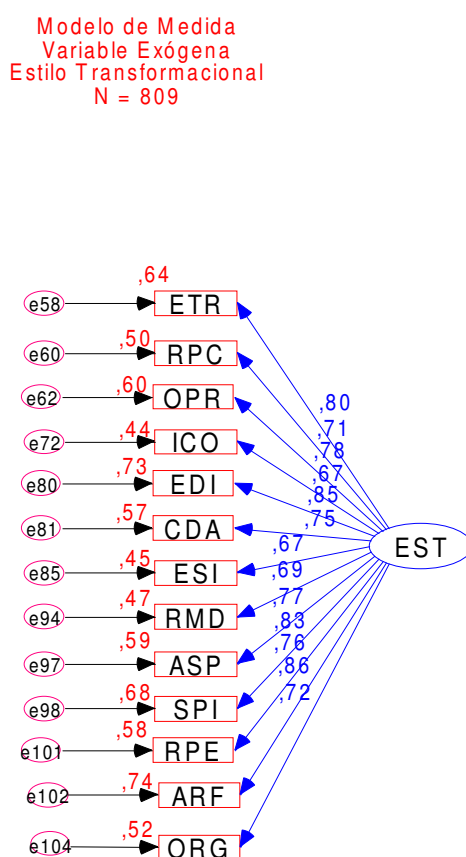 Modelo de Medida
Variable Exógena
Estilo Transformacional
N = 809
,64
e58 ETR
,50
e60 RPC
,60
e62 OPR
,44
e72 ICO
,73
e80 EDI
,57
e81 CDA
,45
e85 ESI
,47
e94 RMD
,59
e97 ASP
,68
e98 SPI
,58
e101 RPE
,74
e102 ARF
,52
e104 ORG
,80
,71
,78
,67
,85
,75
,67
,69
,77
,83
,76
,86
,72
EST